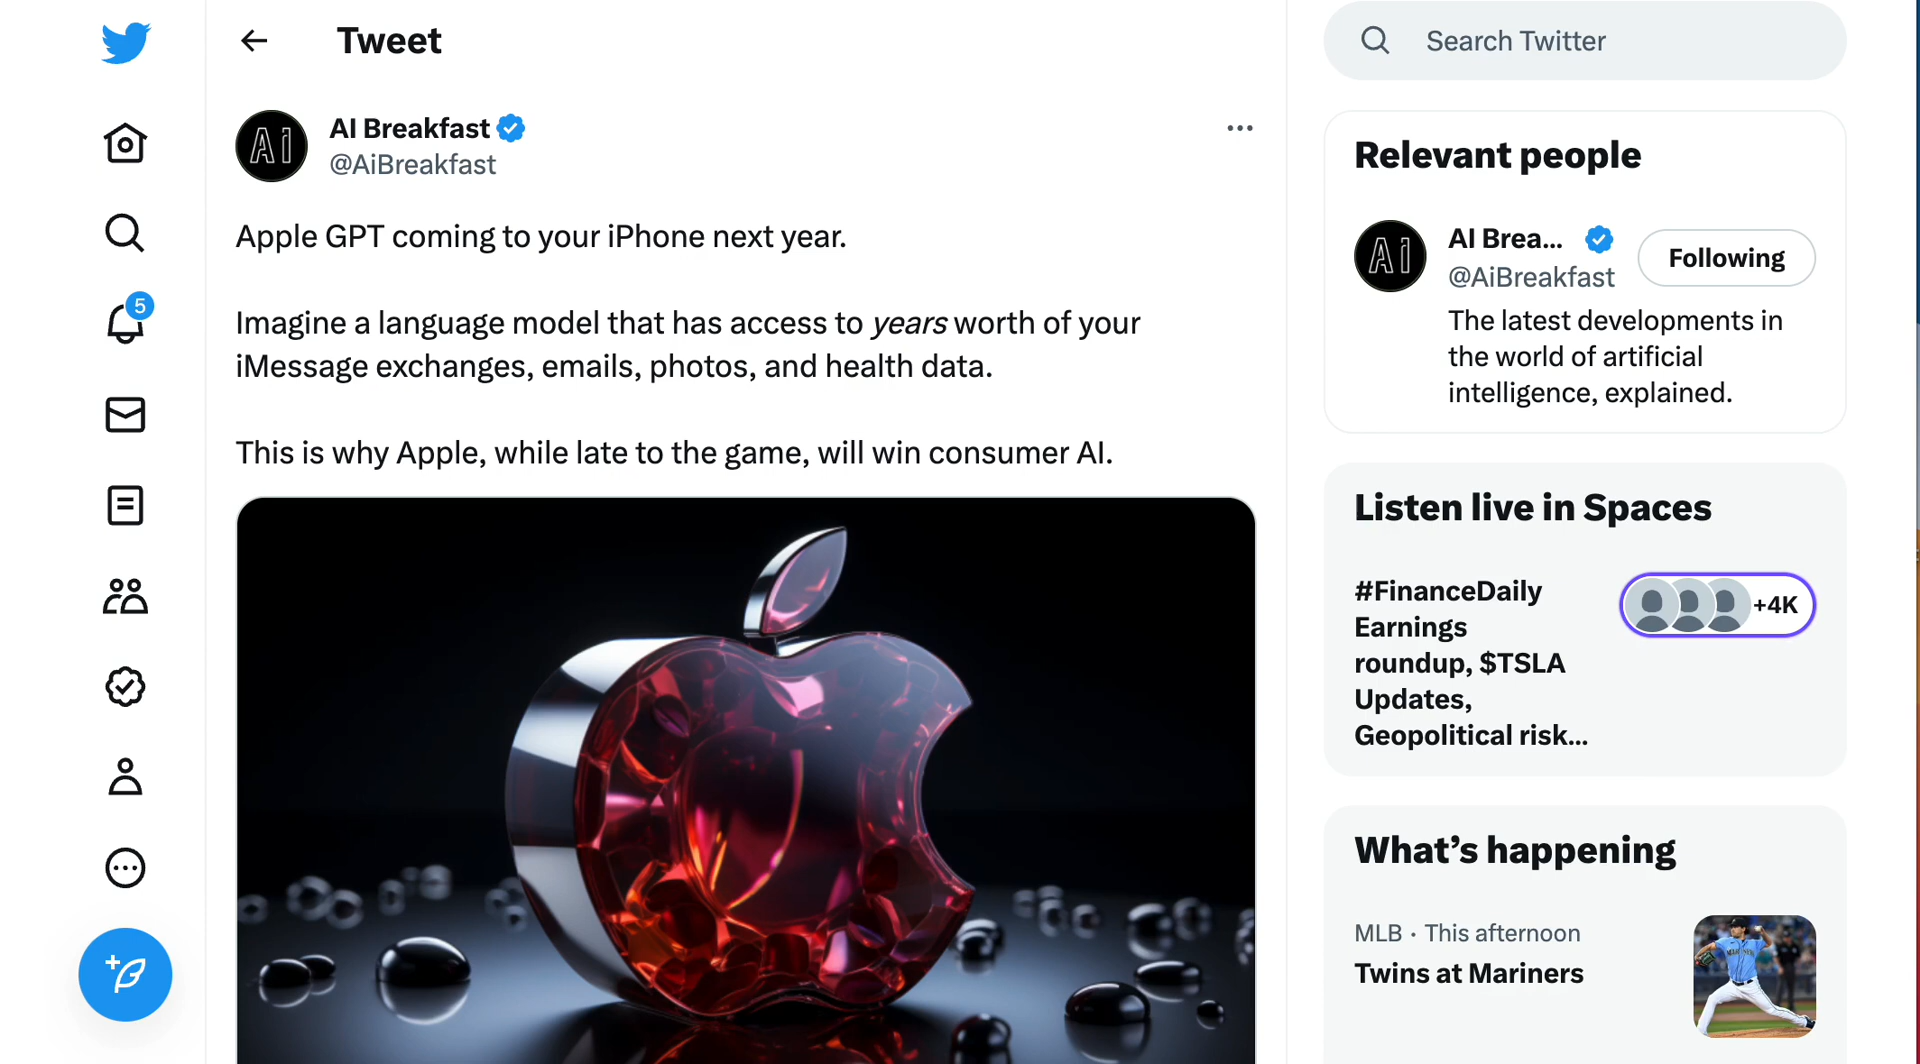 Tweet
AI Breakfast
@AiBreakfast
Apple GPT coming to your iPhone next year.
Imagine a language model that has access to years worth of your
iMessage exchanges, emails, photos, and health data.
This is why Apple, while late to the game, will win consumer AI.
5
Search Twitter
Relevant people
AI Brea...
@AiBreakfast
Following
The latest developments in
the world of artificial
intelligence, explained.
Listen live in Spaces
#FinanceDaily
Earnings
roundup, $TSLA
Updates,
Geopolitical risk...
+4K
What’s happening
MLB · This afternoon
Twins at Mariners